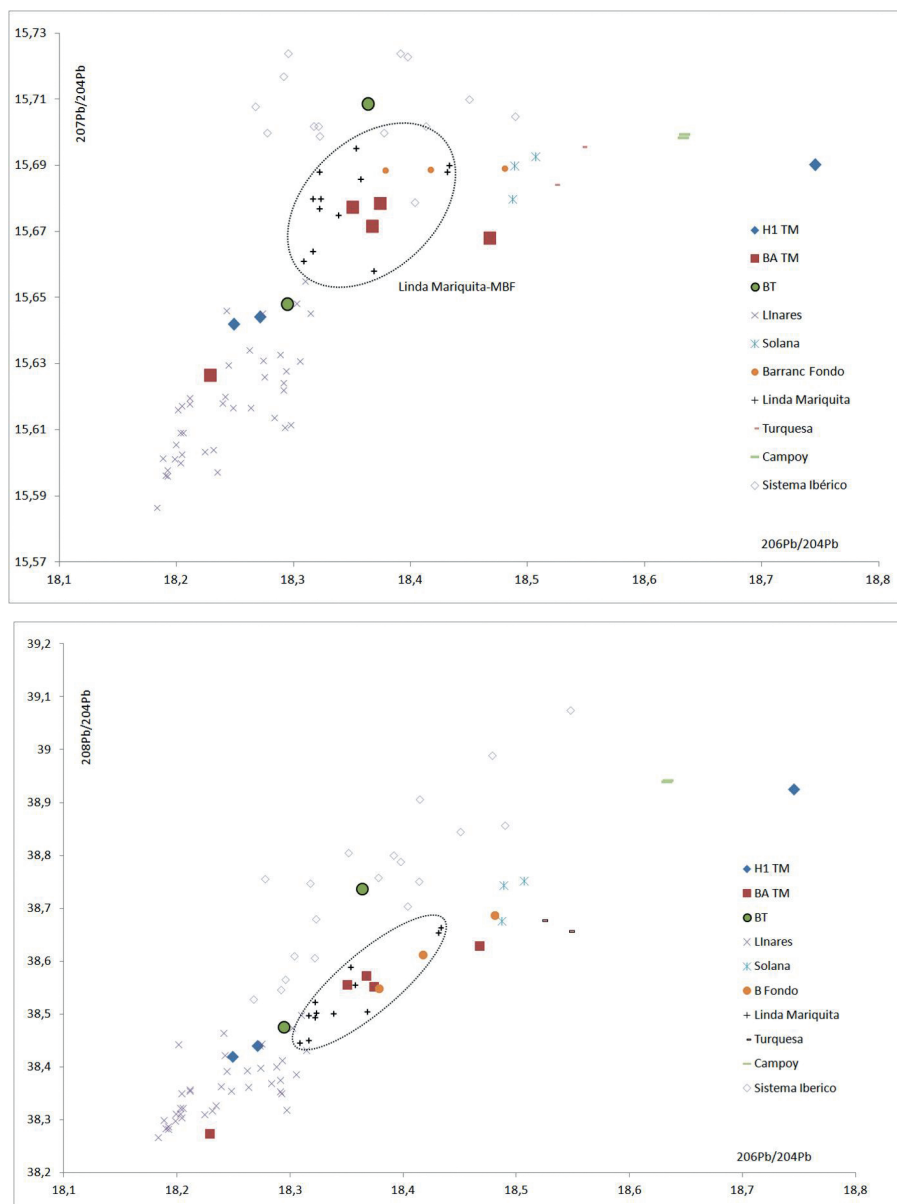 15,73
15,71
15,69
15,67
15,65
15,63
15,61
15,59
15,57
207Pb/204Pb
Linda Mariquita-MBF
H1 TM
BA TM
BT
LInares
Solana
Barranc Fondo
Linda Mariquita
Turquesa
Campoy
Sistema Ibérico
206Pb/204Pb
18,1 18,2 18,3 18,4 18,5 18,6 18,7 18,8
39,2
39,1
39
38,9
38,8
38,7
38,6
38,5
38,4
38,3
38,2
208Pb/204Pb
H1 TM
BA TM
BT
LInares
Solana
B Fondo
Linda Mariquita
Turquesa
Campoy
Sistema Iberico
206Pb/204Pb
18,1 18,2 18,3 18,4 18,5 18,6 18,7 18,8